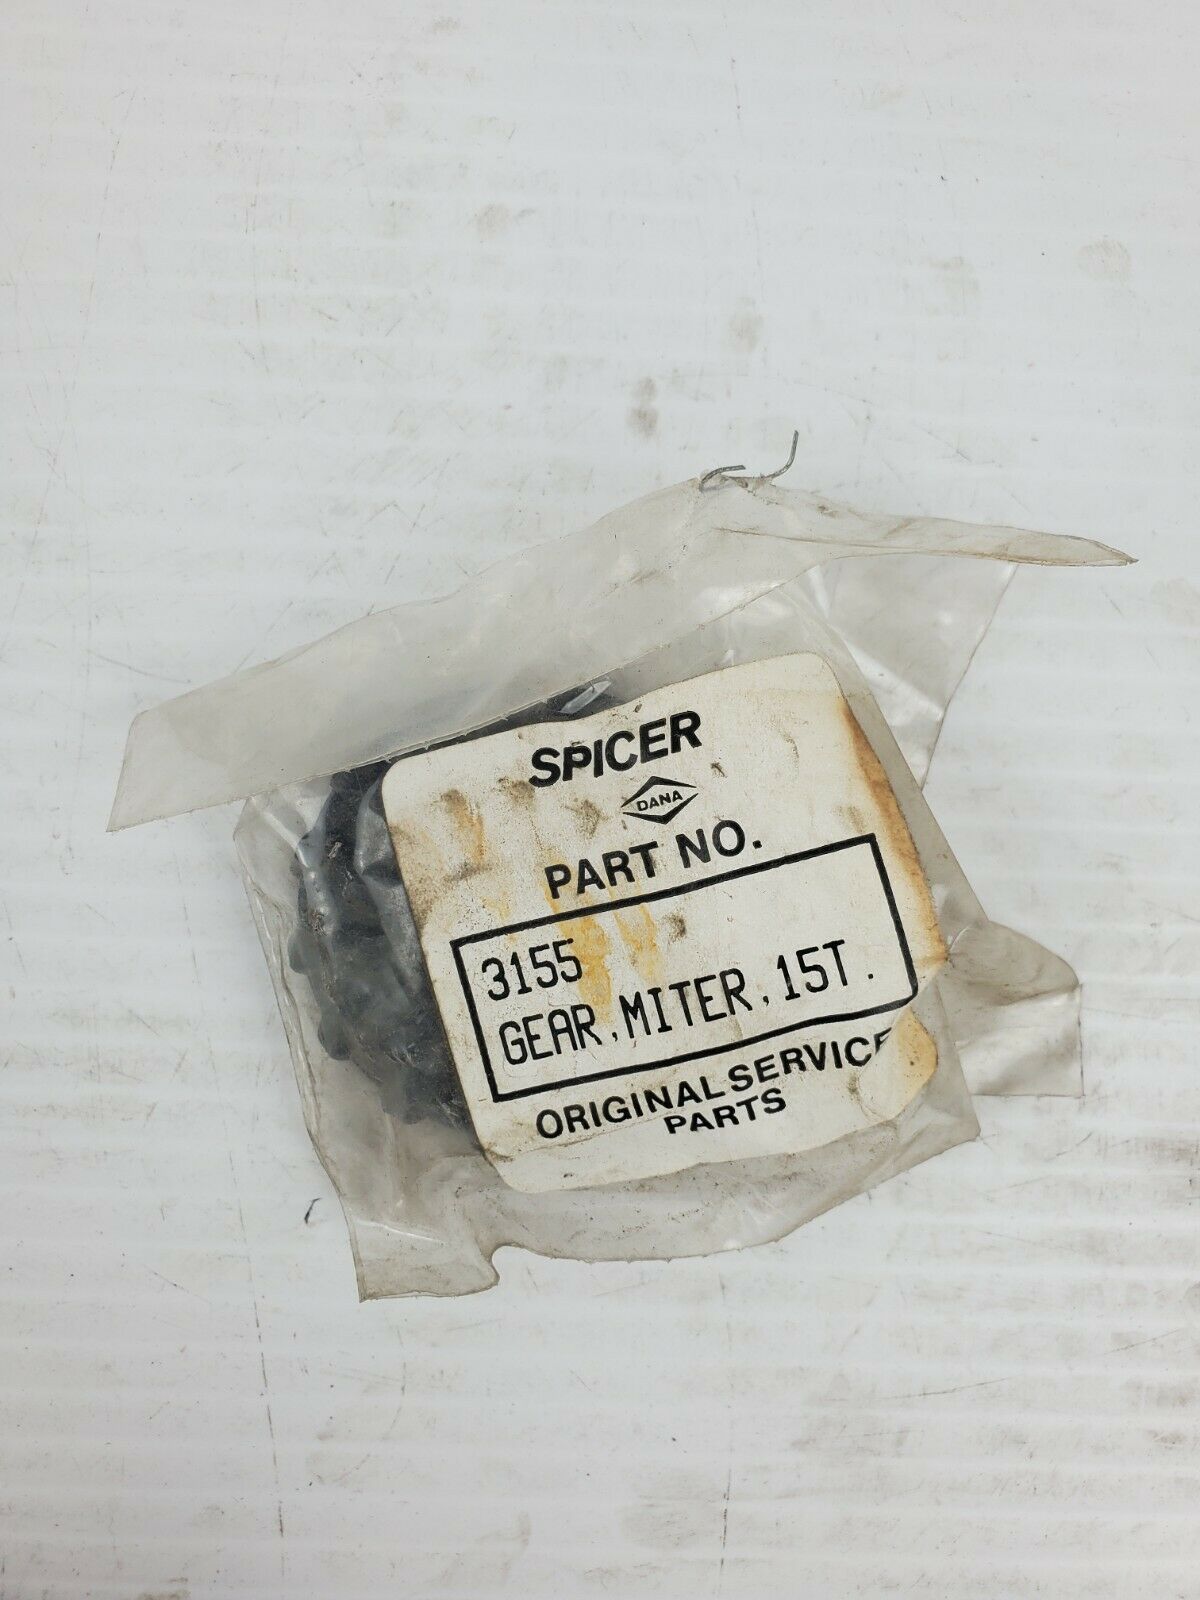 SPICER
DANA
PART NO.
3155
GEAR, MITER, 15T.
ORIGINAL SERVICE
PARTS